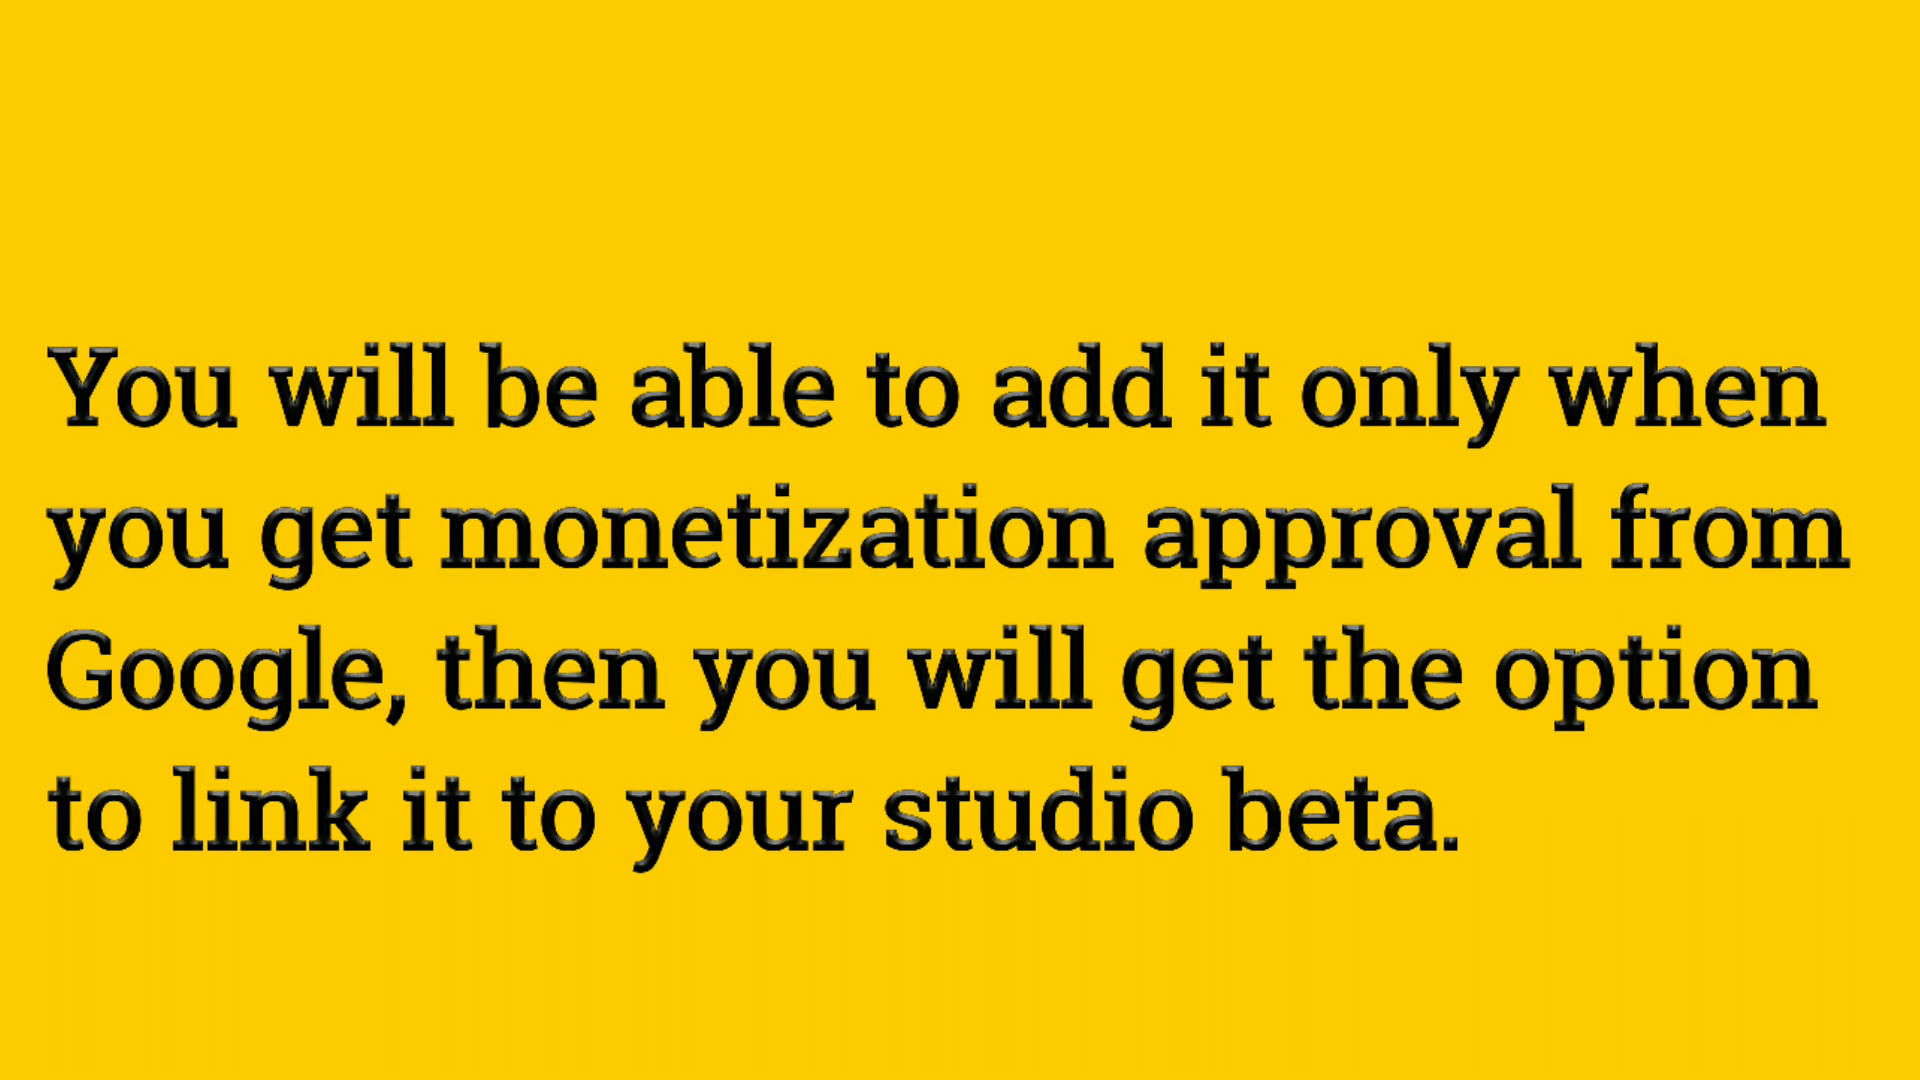 You will be able to add it only when
you get monetization approval from
Google, then you will get the option
to link it to your studio beta.